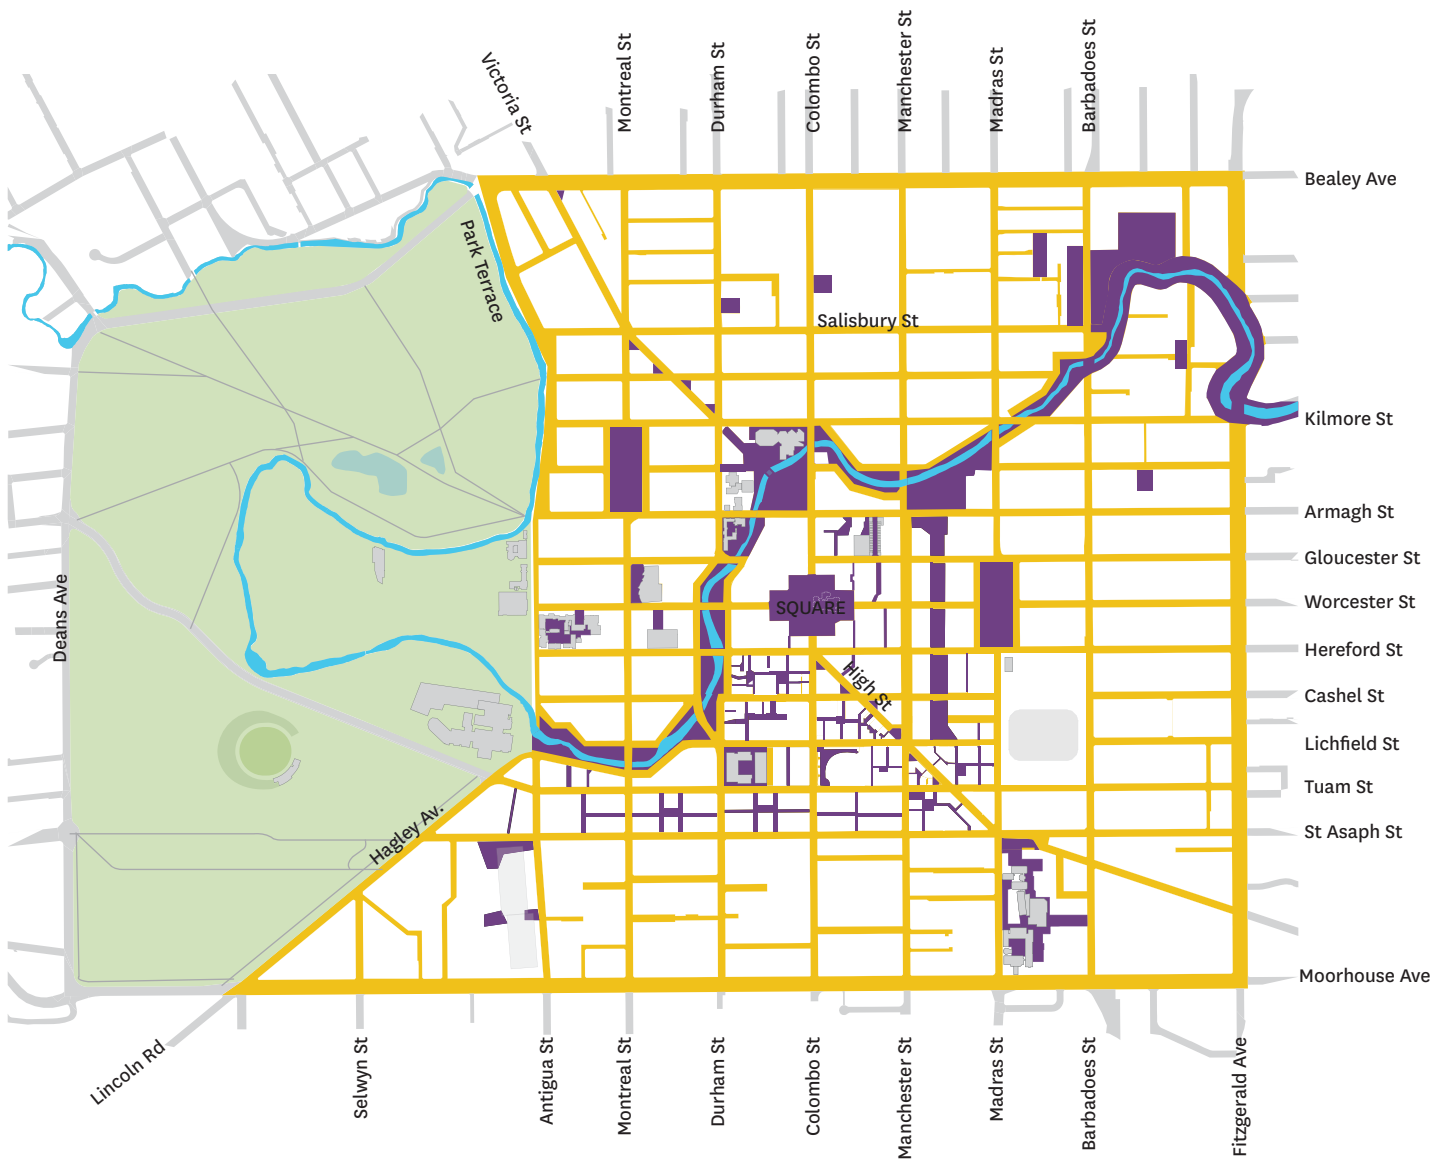 Victoria St
Montreal St
Durham St
Colombo St
Manchester St
Madras St
Barbadoes St
Bealey Ave
Park Terrace
Salisbury St
Kilmore St
Armagh St
Gloucester St
Deans Ave
SQUARE
Worcester St
Hereford St
High St
Cashel St
Lichfield St
Tuam St
Hagley Av.
St Asaph St
Moorhouse Ave
Lincoln Rd
Selwyn St
Antigua St
Montreal St
Durham St
Colombo St
Manchester St
Madras St
Barbadoes St
Fitzgerald Ave